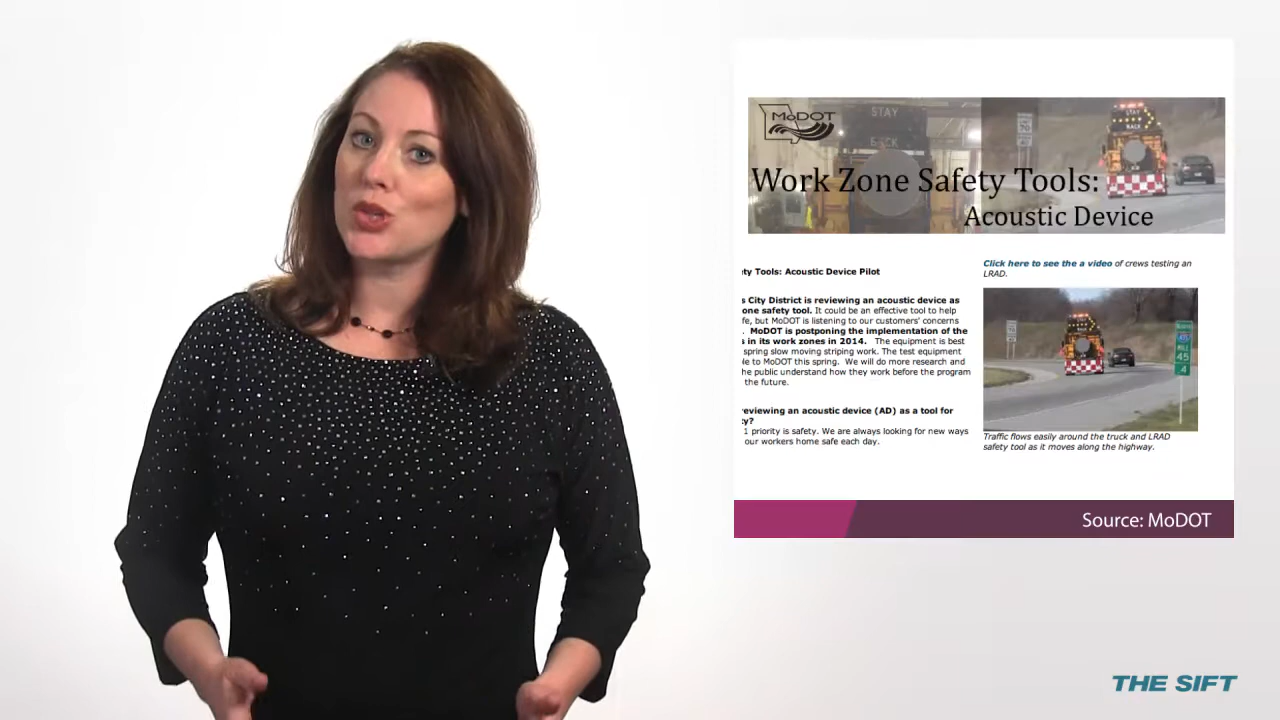 MoDOT
STAY
BACK
STAY
BACK
Work Zone Safety Tools:
Acoustic Device
ty Tools: Acoustic Device Pilot
s City District is reviewing an acoustic device as
one safety tool. It could be an effective tool to help
fe, but MoDOT is listening to our customers' concerns
. MoDOT is postponing the implementation of the
s in its work zones in 2014. The equipment is best
spring slow moving striping work. The test equipment
le to MoDOT this spring. We will do more research and
he public understand how they work before the program
the future.
eviewing an acoustic device (AD) as a tool for
ty?
1 priority is safety. We are always looking for new ways
our workers home safe each day.
Click here to see the a video of crews testing an
LRAD.
MILE
45
4
Traffic flows easily around the truck and LRAD
safety tool as it moves along the highway.
Source: MoDOT
THE SIFT